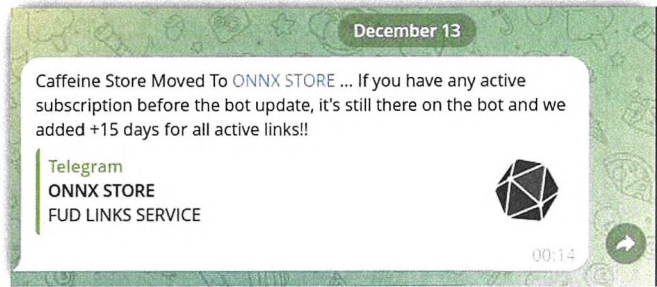 December 13
Caffeine Store Moved To ONNX STORE ... If you have any active
subscription before the bot update, it's still there on the bot and we
added +15 days for all active links!!
Telegram
ONNX STORE
FUD LINKS SERVICE
00:14